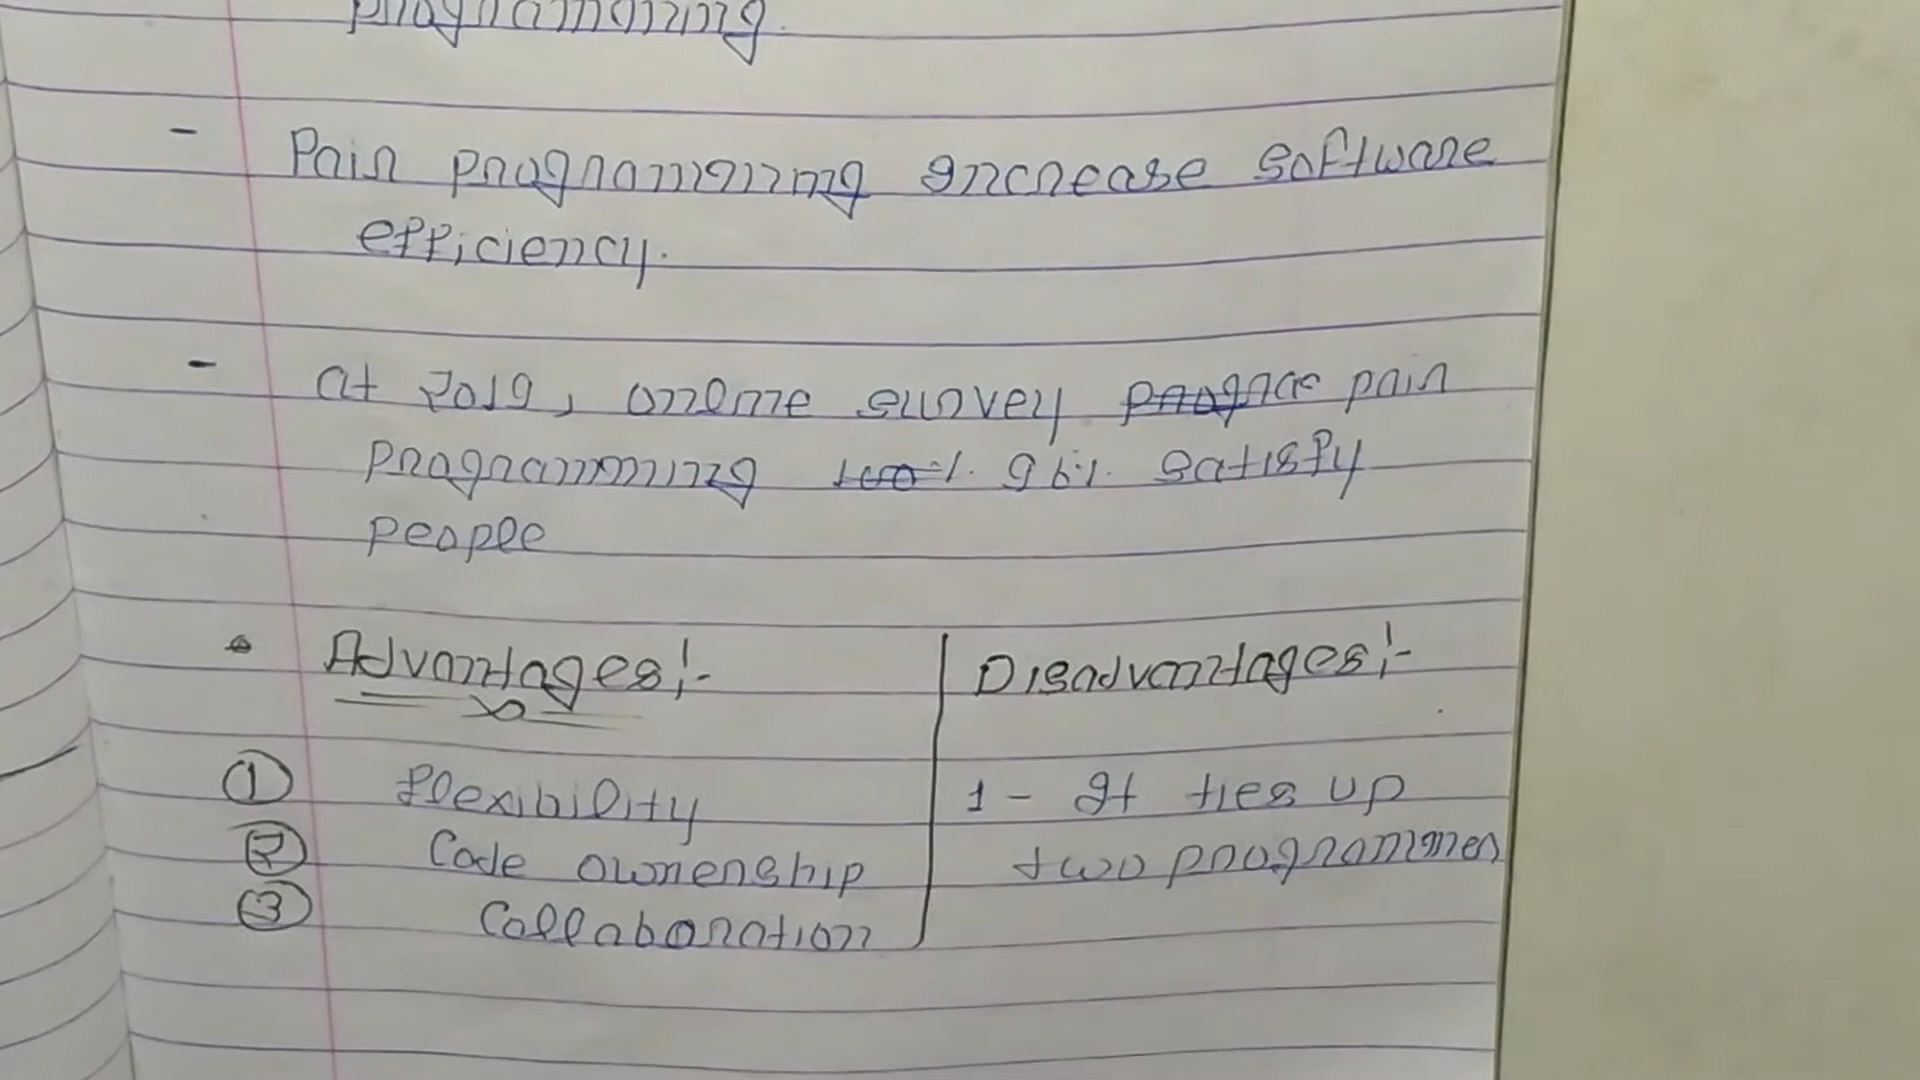 programming.
- Pair programming increase software
efficiency.
- at 2019, online survey pair
programming 96% satisfy
people
• Advantages:-
① flexibility
② Code ownership
③ Collaboration
Disadvantages:-
1 - It ties up
two programmer